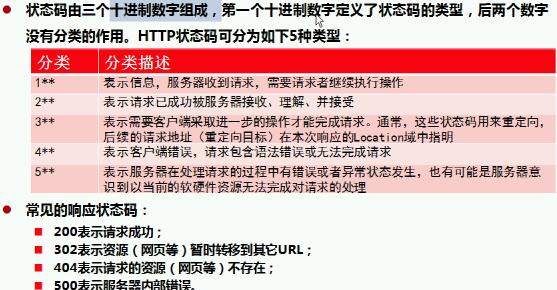 状态码由三个十进制数字组成，第一个十进制数字定义了状态码的类型，后两个数字
没有分类的作用。HTTP状态码可分为如下5种类型：
分类 分类描述
1** 表示信息，服务器收到请求，需要请求者继续执行操作
2** 表示请求已成功被服务器接收、理解、并接受
3** 表示需要客户端采取进一步的操作才能完成请求。通常，这些状态码用来重定向，
后续的请求地址（重定向目标）在本次响应的Location域中指明
4** 表示客户端错误，请求包含语法错误或无法完成请求
5** 表示服务器在处理请求的过程中有错误或者异常状态发生，也有可能是服务器意
识到以当前的软硬件资源无法完成对请求的处理
常见的响应状态码：
200表示请求成功；
302表示资源（网页等）暂时转移到其它URL；
404表示请求的资源（网页等）不存在；
500表示服务器内部错误。